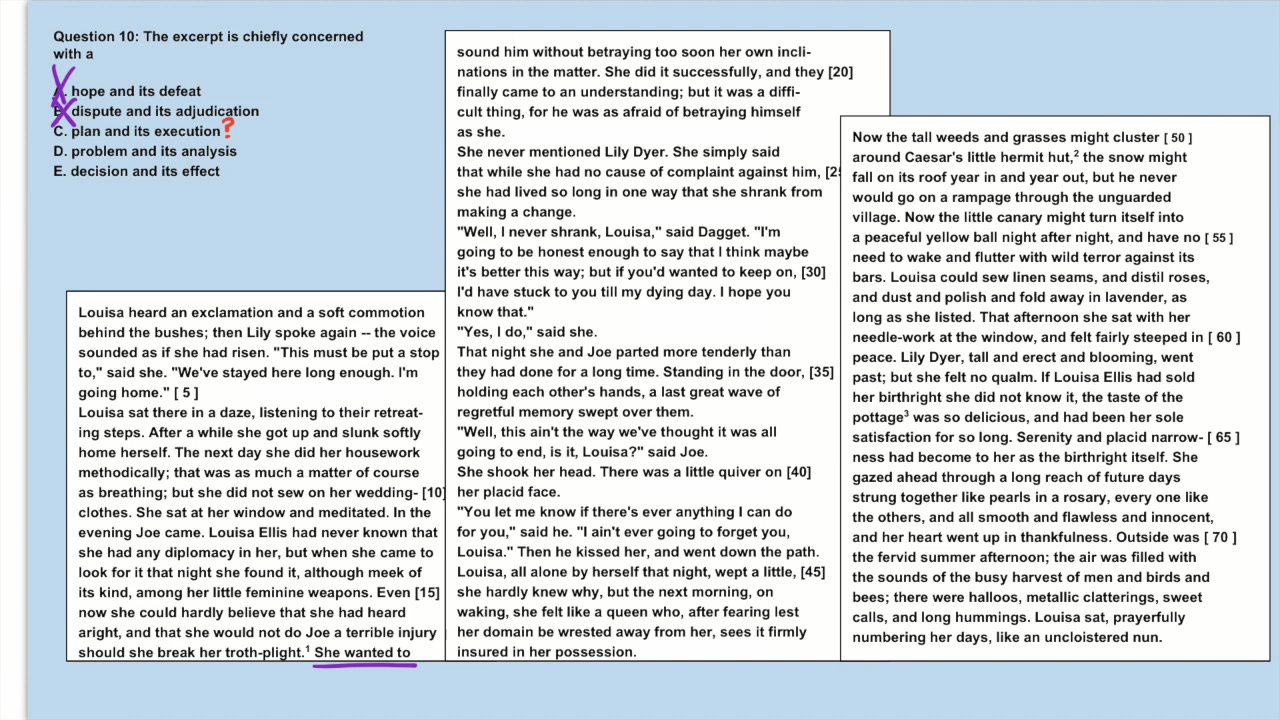 Question 10: The excerpt is chiefly concerned
with a
A. hope and its defeat
B. dispute and its adjudication
C. plan and its execution ?
D. problem and its analysis
E. decision and its effect
Louisa heard an exclamation and a soft commotion
behind the bushes; then Lily spoke again -- the voice
sounded as if she had risen. "This must be put a stop
to," said she. "We've stayed here long enough. I'm
going home." [ 5 ]
Louisa sat there in a daze, listening to their retreat-
ing steps. After a while she got up and slunk softly
home herself. The next day she did her housework
methodically; that was as much a matter of course
as breathing; but she did not sew on her wedding- [10]
clothes. She sat at her window and meditated. In the
evening Joe came. Louisa Ellis had never known that
she had any diplomacy in her, but when she came to
look for it that night she found it, although meek of
its kind, among her little feminine weapons. Even [15]
now she could hardly believe that she had heard
aright, and that she would not do Joe a terrible injury
should she break her troth-plight.¹ She wanted to
sound him without betraying too soon her own incli-
nations in the matter. She did it successfully, and they [20]
finally came to an understanding; but it was a diffi-
cult thing, for he was as afraid of betraying himself
as she.
She never mentioned Lily Dyer. She simply said
that while she had no cause of complaint against him, [25
she had lived so long in one way that she shrank from
making a change.
"Well, I never shrank, Louisa," said Dagget. "I'm
going to be honest enough to say that I think maybe
it's better this way; but if you'd wanted to keep on, [30]
I'd have stuck to you till my dying day. I hope you
know that."
"Yes, I do," said she.
That night she and Joe parted more tenderly than
they had done for a long time. Standing in the door, [35]
holding each other's hands, a last great wave of
regretful memory swept over them.
"Well, this ain't the way we've thought it was all
going to end, is it, Louisa?" said Joe.
She shook her head. There was a little quiver on [40]
her placid face.
"You let me know if there's ever anything I can do
for you," said he. "I ain't ever going to forget you,
Louisa." Then he kissed her, and went down the path.
Louisa, all alone by herself that night, wept a little, [45]
she hardly knew why, but the next morning, on
waking, she felt like a queen who, after fearing lest
her domain be wrested away from her, sees it firmly
insured in her possession.
Now the tall weeds and grasses might cluster [ 50 ]
around Caesar's little hermit hut,² the snow might
fall on its roof year in and year out, but he never
would go on a rampage through the unguarded
village. Now the little canary might turn itself into
a peaceful yellow ball night after night, and have no [ 55 ]
need to wake and flutter with wild terror against its
bars. Louisa could sew linen seams, and distil roses,
and dust and polish and fold away in lavender, as
long as she listed. That afternoon she sat with her
needle-work at the window, and felt fairly steeped in [ 60 ]
peace. Lily Dyer, tall and erect and blooming, went
past; but she felt no qualm. If Louisa Ellis had sold
her birthright she did not know it, the taste of the
pottage³ was so delicious, and had been her sole
satisfaction for so long. Serenity and placid narrow- [ 65 ]
ness had become to her as the birthright itself. She
gazed ahead through a long reach of future days
strung together like pearls in a rosary, every one like
the others, and all smooth and flawless and innocent,
and her heart went up in thankfulness. Outside was [ 70 ]
the fervid summer afternoon; the air was filled with
the sounds of the busy harvest of men and birds and
bees; there were halloos, metallic clatterings, sweet
calls, and long hummings. Louisa sat, prayerfully
numbering her days, like an uncloistered nun.